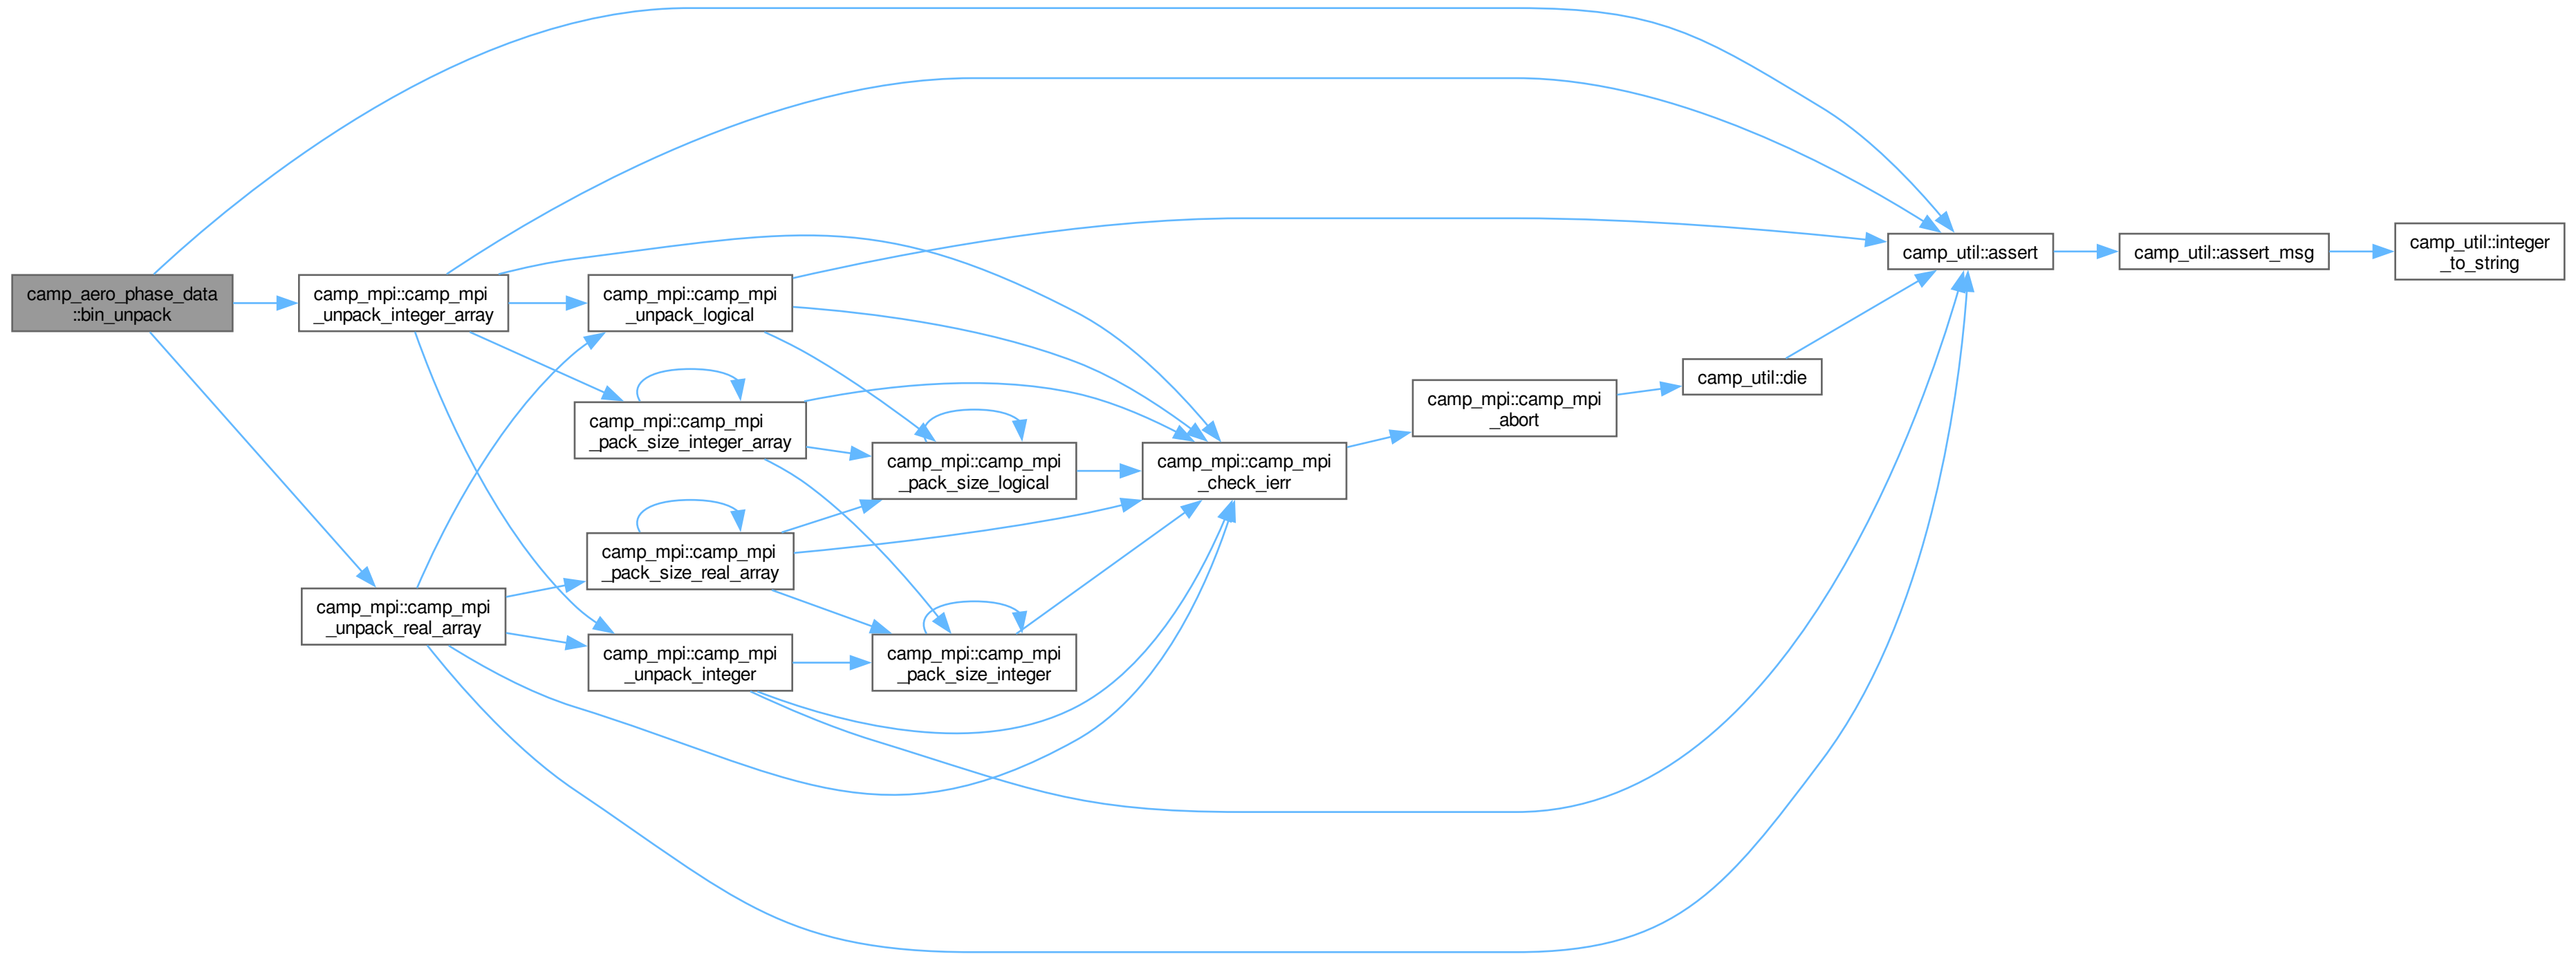 camp_aero_phase_data
::bin_unpack
camp_mpi::camp_mpi
_unpack_integer_array
camp_mpi::camp_mpi
_unpack_real_array
camp_mpi::camp_mpi
_unpack_logical
camp_mpi::camp_mpi
_pack_size_integer_array
camp_mpi::camp_mpi
_pack_size_real_array
camp_mpi::camp_mpi
_unpack_integer
camp_mpi::camp_mpi
_pack_size_logical
camp_mpi::camp_mpi
_pack_size_integer
camp_mpi::camp_mpi
_check_ierr
camp_mpi::camp_mpi
_abort
camp_util::die
camp_util::assert
camp_util::assert_msg
camp_util::integer
_to_string